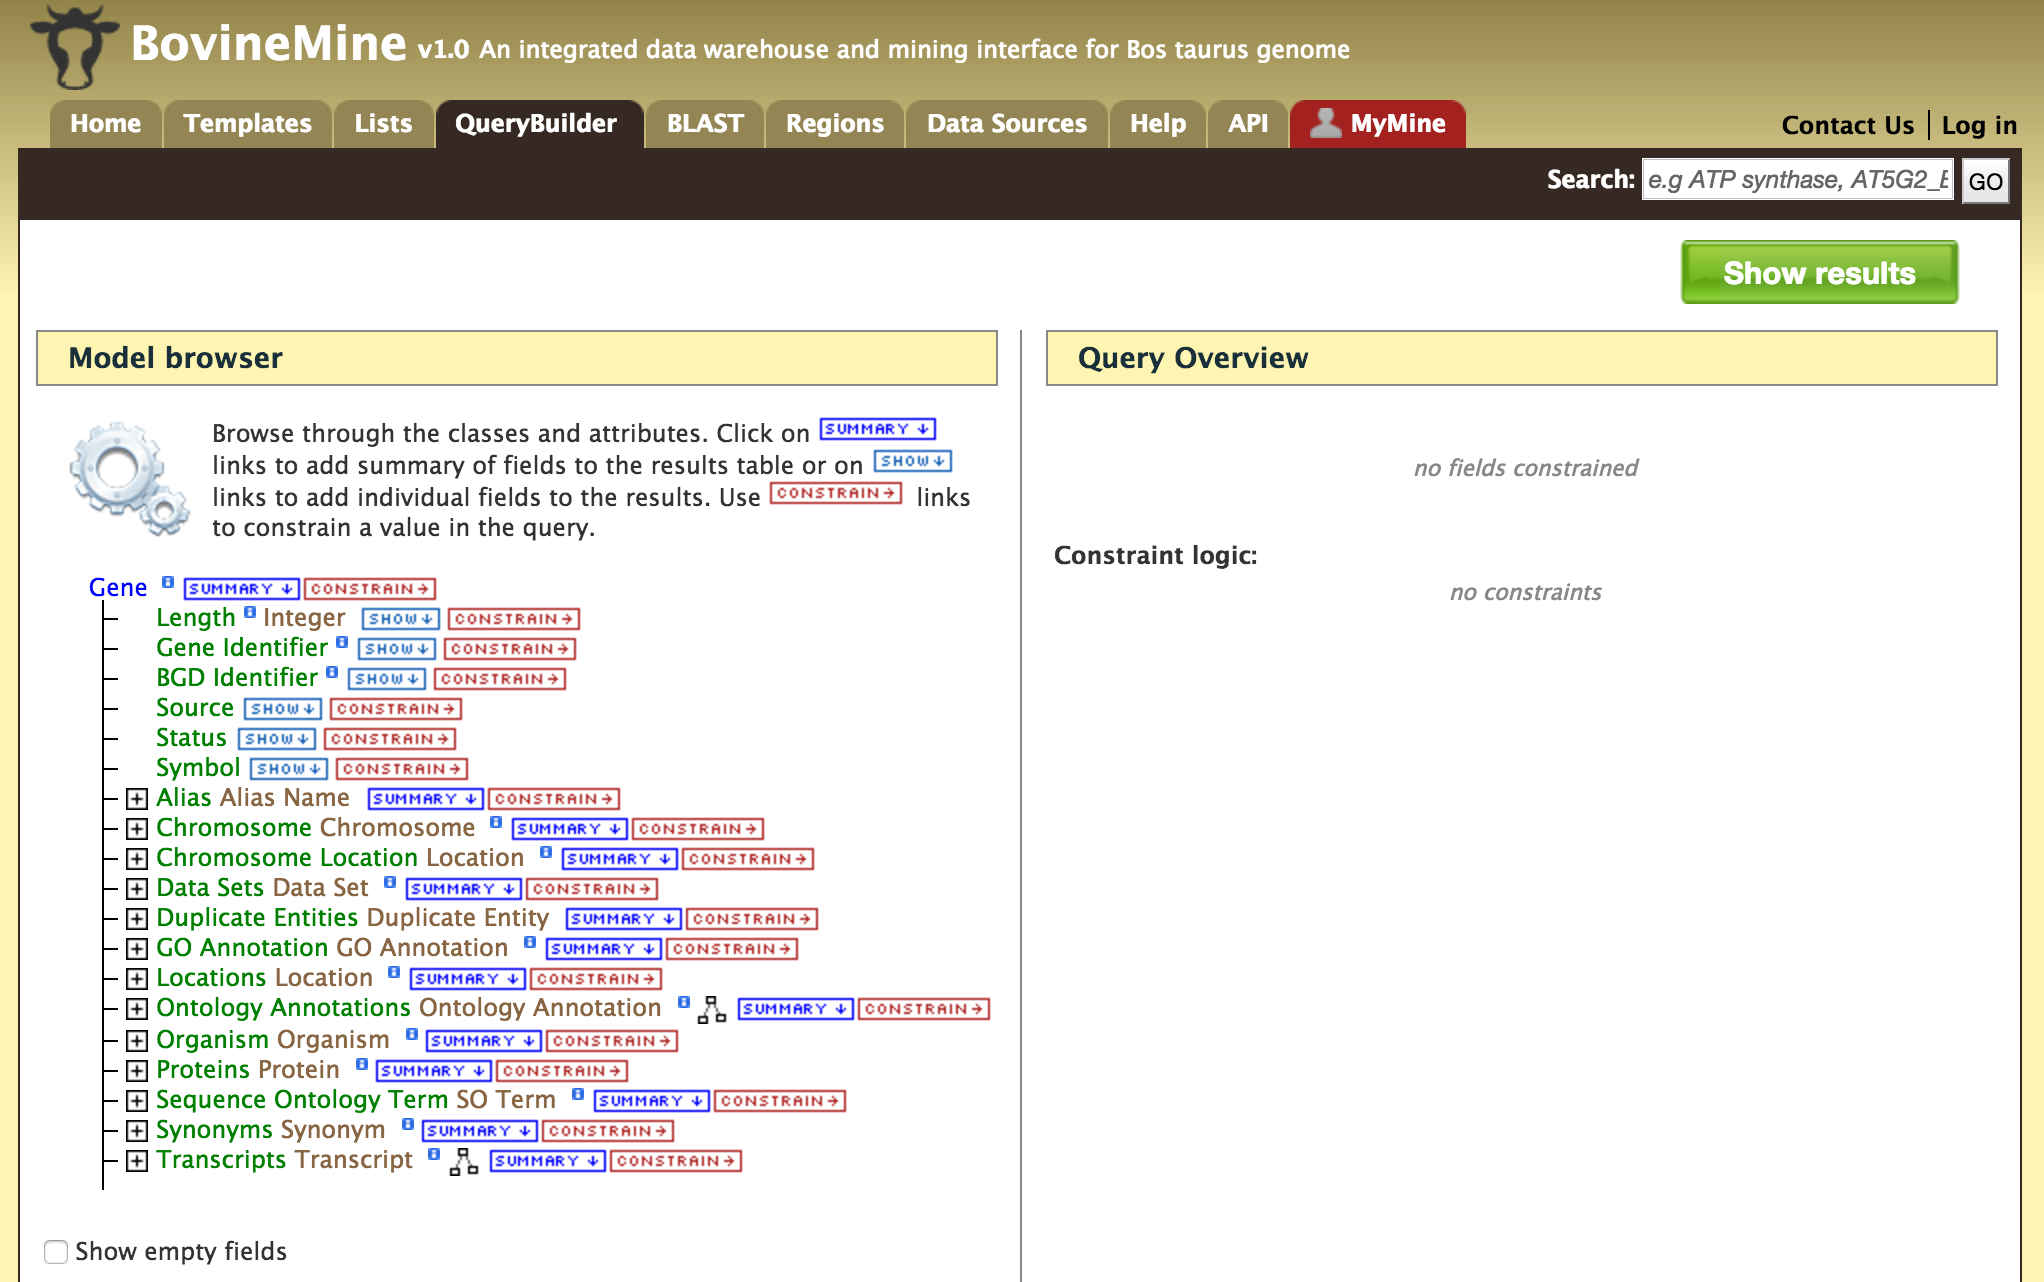 BovineMine v1.0 An integrated data warehouse and mining interface for Bos taurus genome
Home Templates Lists QueryBuilder BLAST Regions Data Sources Help API MyMine Contact Us | Log in
Search: e.g ATP synthase, AT5G2_E GO
Show results
Model browser
Browse through the classes and attributes. Click on SUMMARY ↓
links to add summary of fields to the results table or on SHOW ↓
links to add individual fields to the results. Use CONSTRAIN → links
to constrain a value in the query.
Gene SUMMARY ↓ CONSTRAIN →
Length Integer SHOW ↓ CONSTRAIN →
Gene Identifier SHOW ↓ CONSTRAIN →
BGD Identifier SHOW ↓ CONSTRAIN →
Source SHOW ↓ CONSTRAIN →
Status SHOW ↓ CONSTRAIN →
Symbol SHOW ↓ CONSTRAIN →
Alias Alias Name SUMMARY ↓ CONSTRAIN →
Chromosome Chromosome SUMMARY ↓ CONSTRAIN →
Chromosome Location Location SUMMARY ↓ CONSTRAIN →
Data Sets Data Set SUMMARY ↓ CONSTRAIN →
Duplicate Entities Duplicate Entity SUMMARY ↓ CONSTRAIN →
GO Annotation GO Annotation SUMMARY ↓ CONSTRAIN →
Locations Location SUMMARY ↓ CONSTRAIN →
Ontology Annotations Ontology Annotation SUMMARY ↓ CONSTRAIN →
Organism Organism SUMMARY ↓ CONSTRAIN →
Proteins Protein SUMMARY ↓ CONSTRAIN →
Sequence Ontology Term SO Term SUMMARY ↓ CONSTRAIN →
Synonyms Synonym SUMMARY ↓ CONSTRAIN →
Transcripts Transcript SUMMARY ↓ CONSTRAIN →
Show empty fields
Query Overview
no fields constrained
Constraint logic:
no constraints